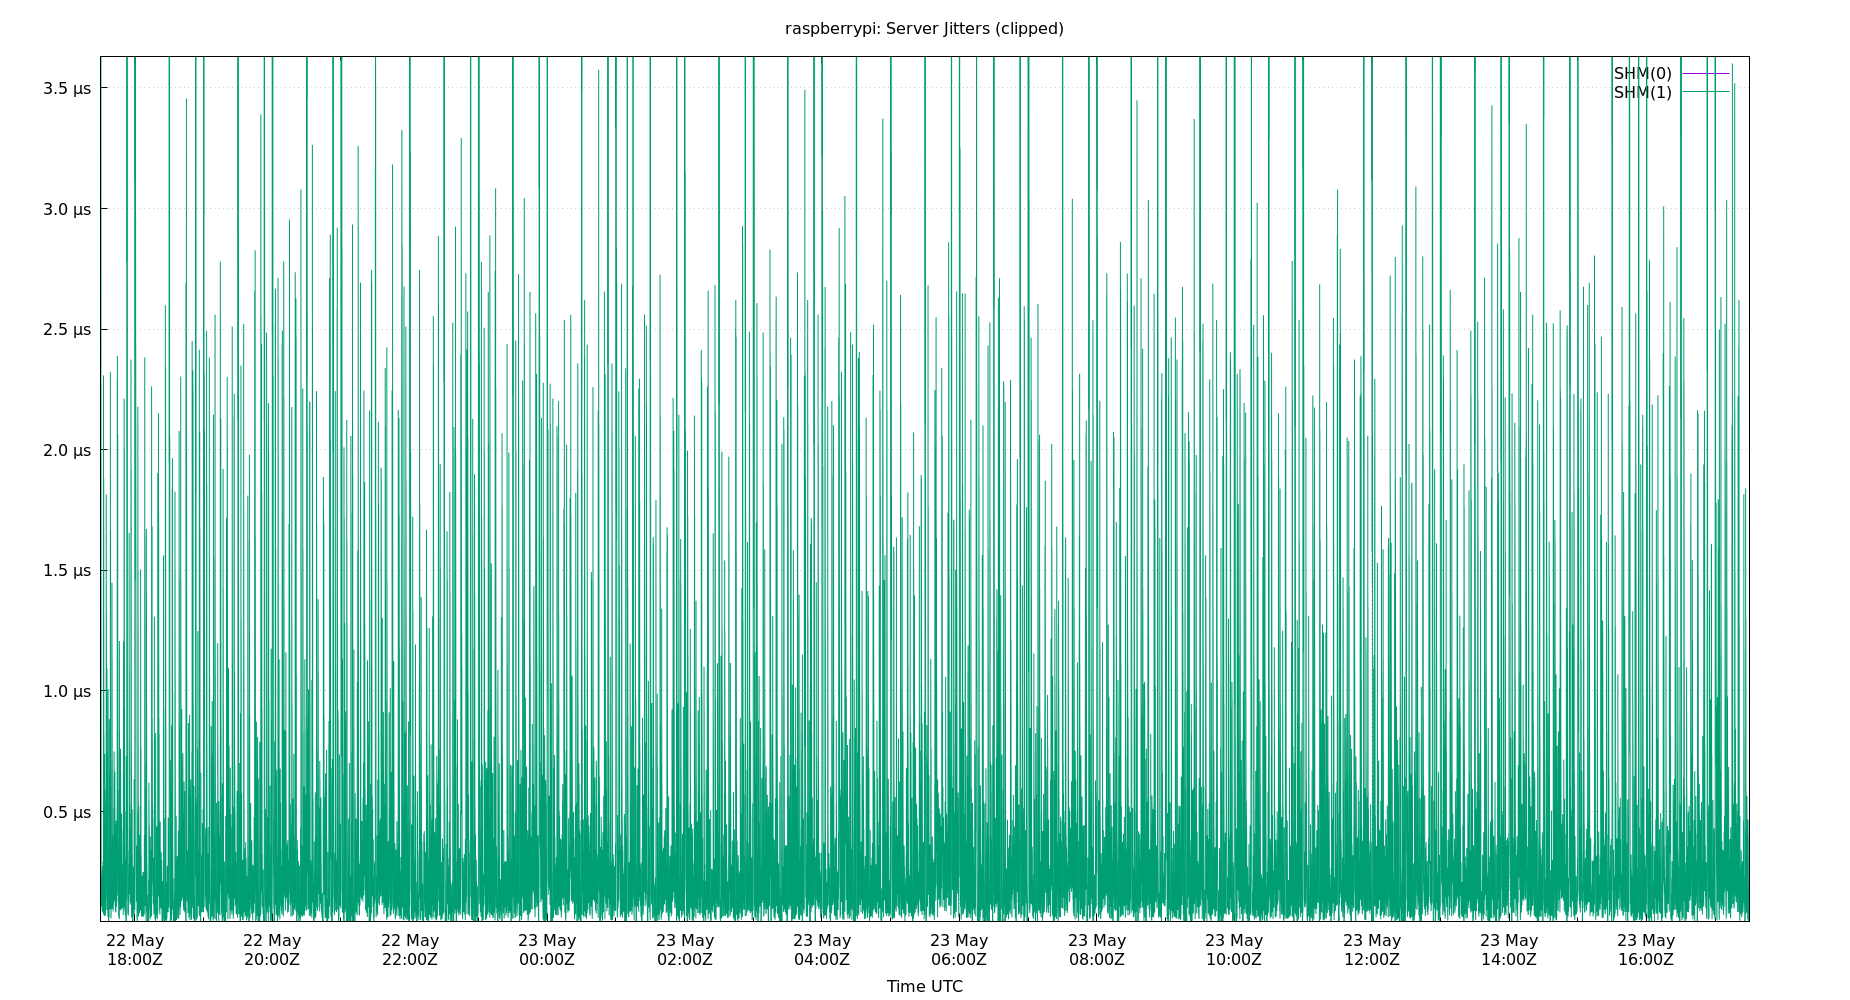 raspberrypi: Server Jitters (clipped)
SHM(0)
SHM(1)
3.5 µs
3.0 µs
2.5 µs
2.0 µs
1.5 µs
1.0 µs
0.5 µs
22 May 22 May 22 May 23 May 23 May 23 May 23 May 23 May 23 May 23 May 23 May 23 May
18:00Z 20:00Z 22:00Z 00:00Z 02:00Z 04:00Z 06:00Z 08:00Z 10:00Z 12:00Z 14:00Z 16:00Z
Time UTC